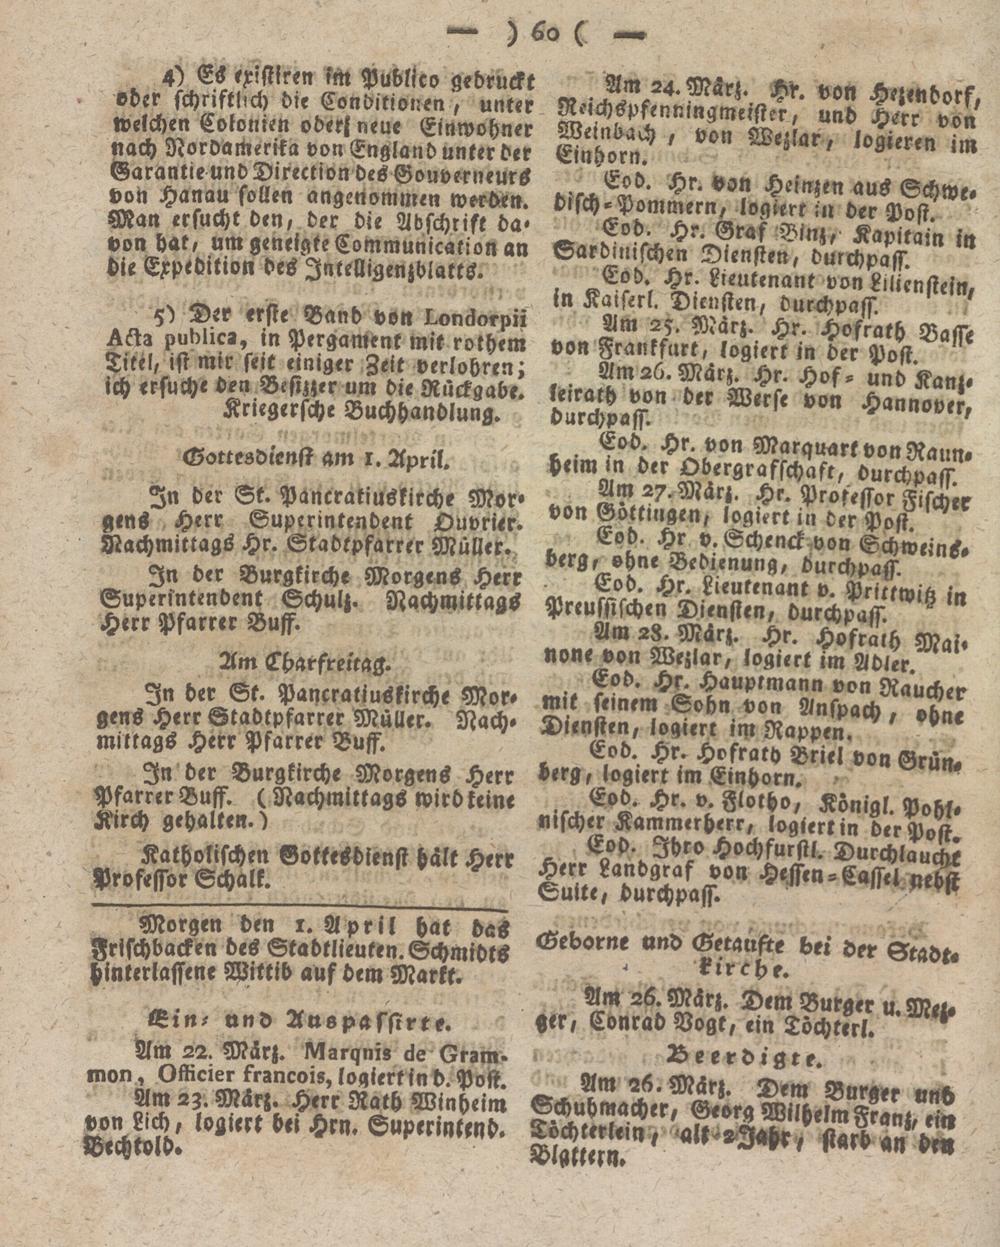 — ) 60 ( —
4) Es existiren im Publico gedruckt
oder schriftlich die Conditionen, unter
welchen Colonien oder neue Einwohner
nach Nordamerika von England unter der
Garantie und Direction des Gouverneurs
von Hanau sollen angenommen werden.
Man ersucht den, der die Abschrift da-
von hat, um geneigte Communication an
die Expedition des Intelligenzblatts.
5) Der erste Band von Londorpii
Acta publica, in Pergament mit rothem
Titel, ist mir seit einiger Zeit verlohren;
ich ersuche den Besizzer um die Rückgabe.
Kriegersche Buchhandlung.
Gottesdienst am 1. April.
In der St. Pancratiuskirche Mor-
gens Herr Superintendent Ouvrier.
Nachmittags Hr. Stadtpfarrer Müller.
In der Burgkirche Morgens Herr
Superintendent Schulz. Nachmittags
Herr Pfarrer Buff.
Am Charfreitag.
In der St. Pancratiuskirche Mor-
gens Herr Stadtpfarrer Müller. Nach-
mittags Herr Pfarrer Buff.
In der Burgkirche Morgens Herr
Pfarrer Buff. (Nachmittags wird keine
Kirch gehalten.)
Katholischen Gottesdienst hält Herr
Professor Schalk.
Morgen den 1. April hat das
Frischbacken des Stadtlieuten. Schmidts
hinterlassene Wittib auf dem Markt.
Ein- und Auspassirte.
Am 22. März. Marqnis de Gram-
mon, Officier francois, logiert in d. Post.
Am 23. März. Herr Rath Winheim
von Lich, logiert bei Hrn. Superintend.
Bechtold.
Am 24. März. Hr. von Hezendorf,
Reichspfenningmeister, und Herr von
Weinbach, von Wezlar, logieren im
Einhorn.
Eod. Hr. von Heinzen aus Schwe-
disch-Pommern, logiert in der Post.
Eod. Hr. Graf Binz, Kapitain in
Sardinischen Diensten, durchpass.
Eod. Hr. Lieutenant von Lilienstein,
in Kaiserl. Diensten, durchpass.
Am 25. März. Hr. Hofrath Basse
von Frankfurt, logiert in der Post.
Am 26. März. Hr. Hof- und Kanz-
leirath von der Werse von Hannover,
durchpass.
Eod. Hr. von Marquart von Raun-
heim in der Obergrafschaft, durchpass.
Am 27. März. Hr. Professor Fischer
von Göttingen, logiert in der Post.
Eod. Hr v. Schenck von Schweins-
berg, ohne Bedienung, durchpass.
Eod. Hr. Lieutenant v. Prittwitz in
Preussischen Diensten, durchpass.
Am 28. März. Hr. Hofrath Mai-
none von Wezlar, logiert im Adler.
Eod. Hr. Hauptmann von Raucher
mit seinem Sohn von Anspach, ohne
Diensten, logiert im Rappen.
Eod. Hr. Hofrath Briel von Grün-
berg, logiert im Einhorn.
Eod. Hr. v. Flotho, Königl. Pohl-
nischer Kammerherr, logiert in der Post.
Eod. Ihro Hochfurstl. Durchlaucht
Herr Landgraf von Hessen-Cassel nebst
Suite, durchpass.
Geborne und Getaufte bei der Stadt-
kirche.
Am 26. März. Dem Burger u. Mez-
ger, Conrad Vogt, ein Töchterl.
Beerdigte.
Am 26. März. Dem Burger und
Schuhmacher, Georg Wilhelm Franz, ein
Töchterlein, alt 2 Jahr, starb an den
Blattern.